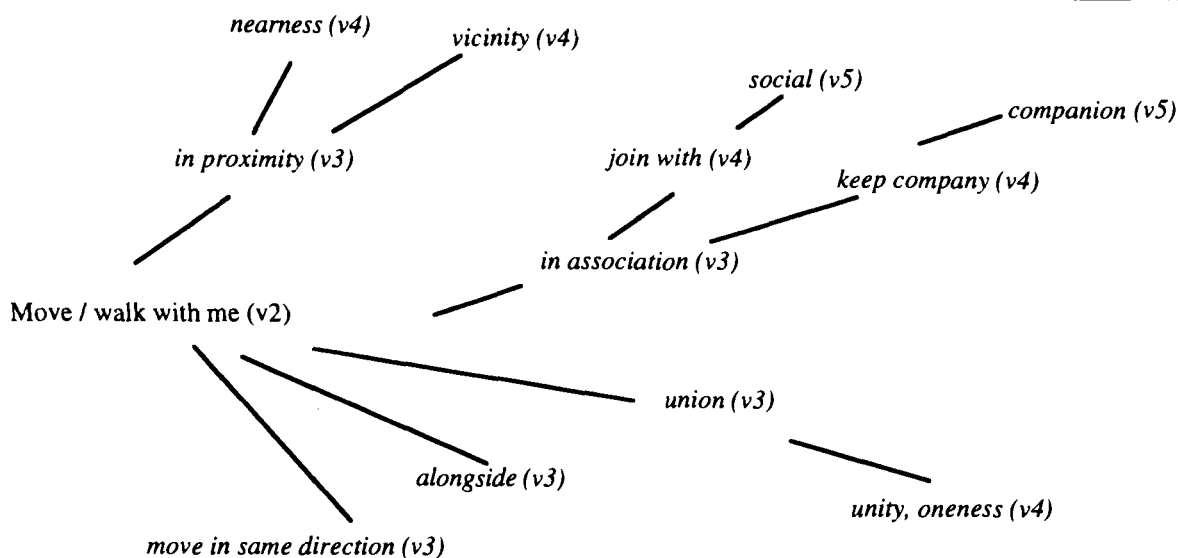 nearness (v4)
vicinity (v4)
social (v5)
companion (v5)
in proximity (v3)
join with (v4)
keep company (v4)
in association (v3)
Move / walk with me (v2)
union (v3)
alongside (v3)
unity, oneness (v4)
move in same direction (v3)